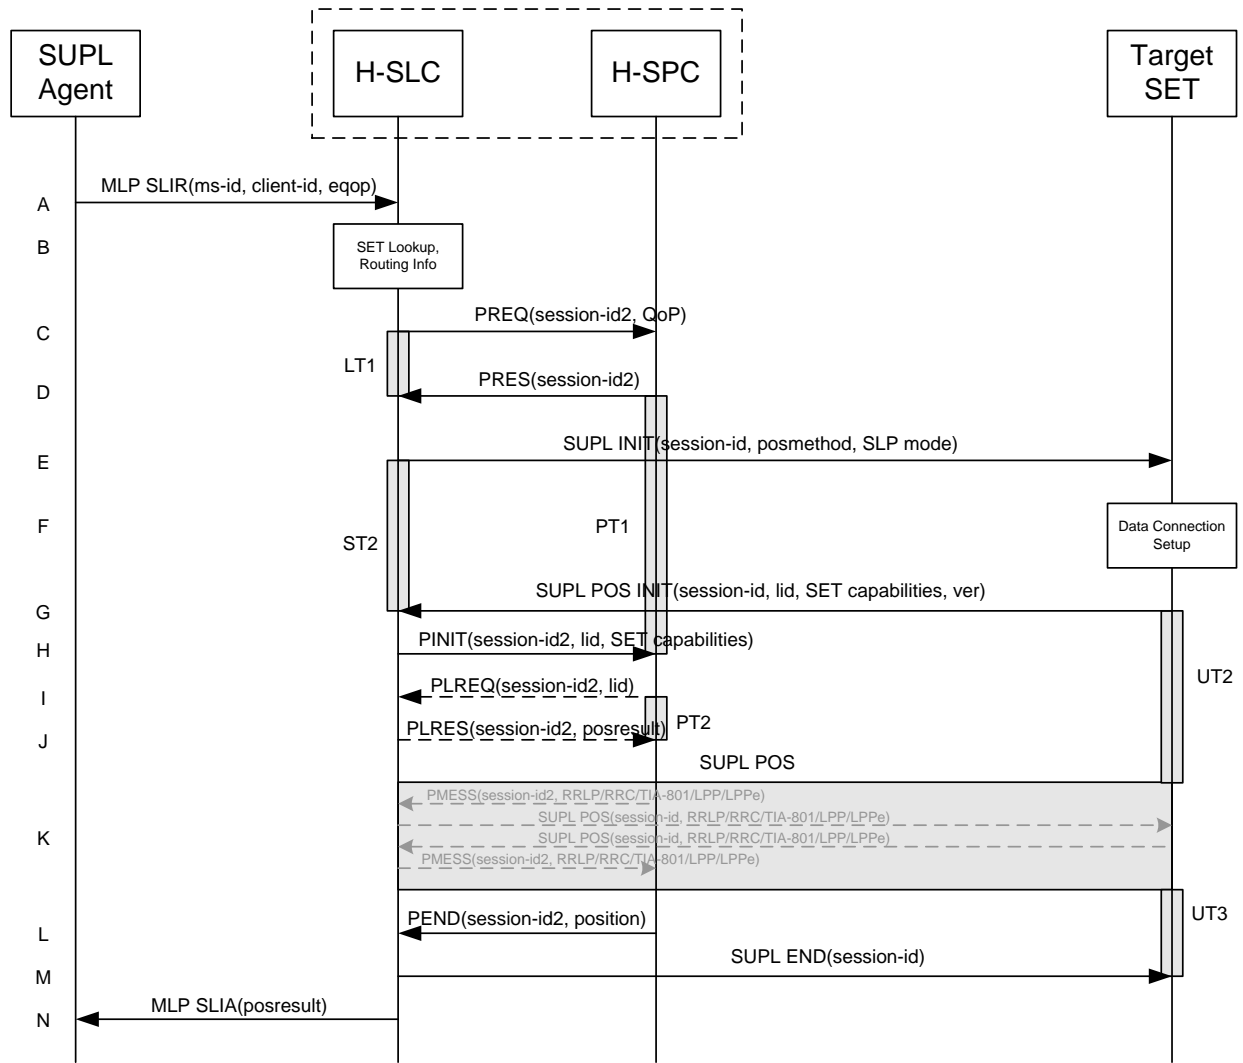 SUPL
Agent
H-SLC
H-SPC
Target
SET
MLP SLIR(ms-id, client-id, eqop)
A
B
SET Lookup,
Routing Info
PREQ(session-id2, QoP)
C
LT1
PRES(session-id2)
D
SUPL INIT(session-id, posmethod, SLP mode)
E
F
ST2
PT1
Data Connection
Setup
SUPL POS INIT(session-id, lid, SET capabilities, ver)
G
PINIT(session-id2, lid, SET capabilities)
H
UT2
PLREQ(session-id2, lid)
I
PLRES(session-id2, posresult)
PT2
J
SUPL POS
PMESS(session-id2, RRLP/RRC/TIA-801/LPP/LPPe)
SUPL POS(session-id, RRLP/RRC/TIA-801/LPP/LPPe)
K
SUPL POS(session-id, RRLP/RRC/TIA-801/LPP/LPPe)
PMESS(session-id2, RRLP/RRC/TIA-801/LPP/LPPe)
UT3
PEND(session-id2, position)
L
SUPL END(session-id)
M
MLP SLIA(posresult)
N